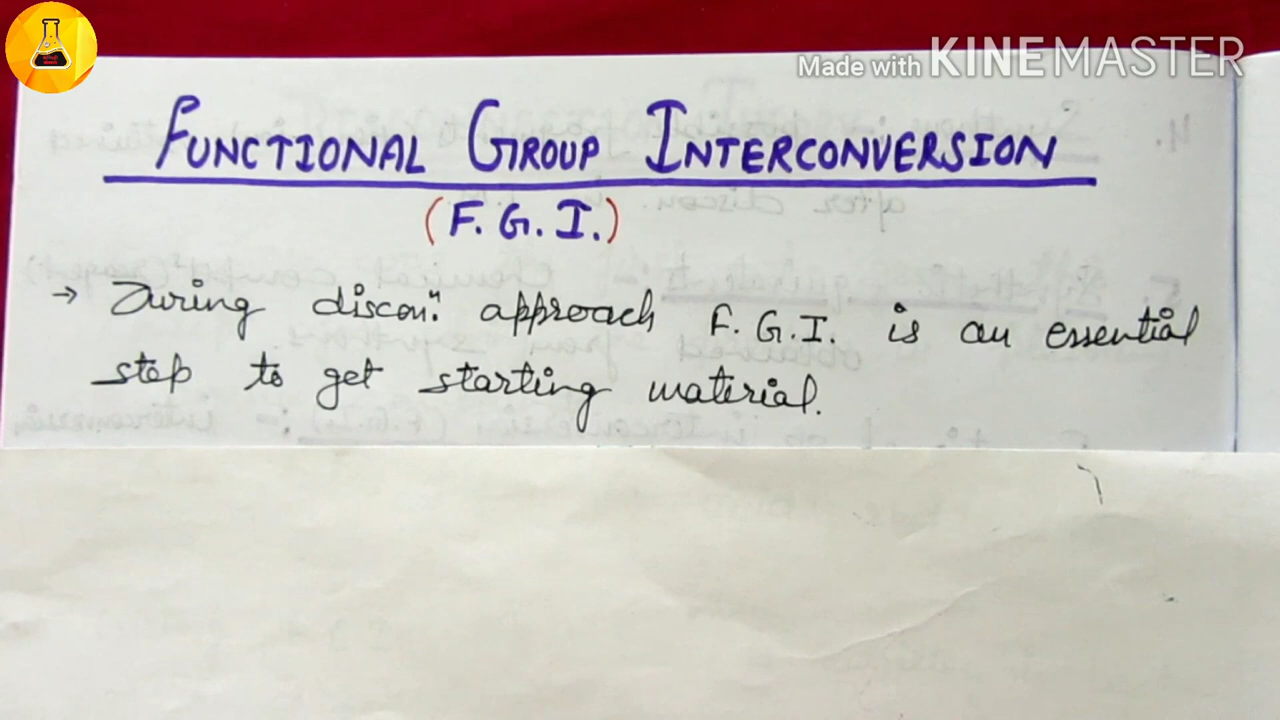 Made with KINEMASTER
FUNCTIONAL GROUP INTERCONVERSION
(F.G.I.)
→ During discon". approach F.G.I. is an essential
step to get starting material.